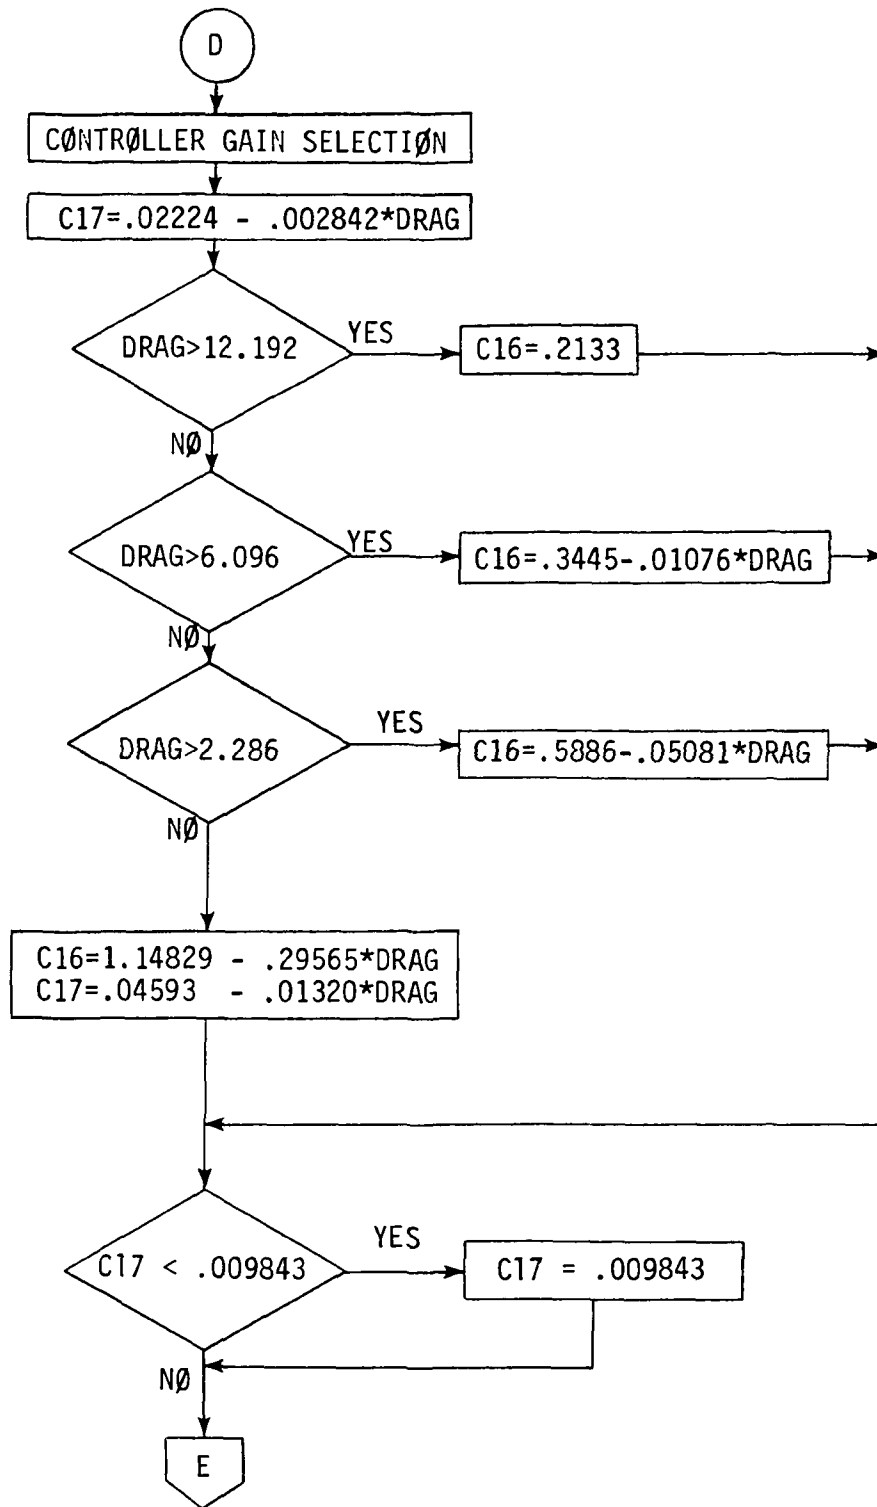 D
CØNTRØLLER GAIN SELECTIØN
C17=.02224 - .002842*DRAG
DRAG>12.192
YES
C16=.2133
NØ
DRAG>6.096
YES
C16=.3445-.01076*DRAG
NØ
DRAG>2.286
YES
C16=.5886-.05081*DRAG
NØ
C16=1.14829 - .29565*DRAG
C17=.04593 - .01320*DRAG
C17 < .009843
YES
C17 = .009843
NØ
E